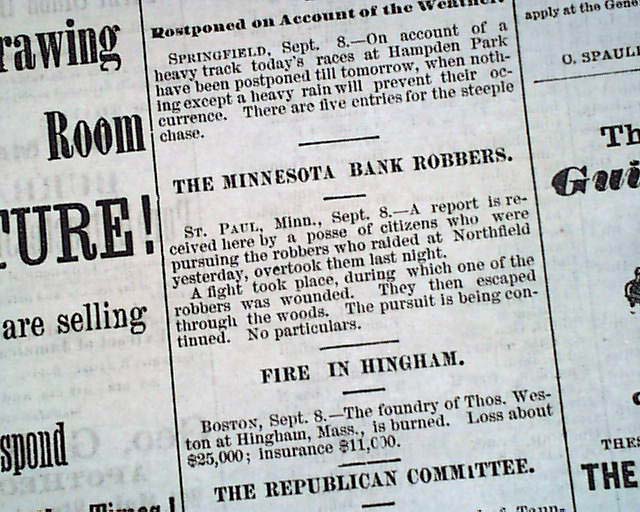 rawing
Room
TURE!
are selling
spond
Times!
Postponed on Account of the Weather.
SPRINGFIELD, Sept. 8.—On account of a
heavy track today's races at Hampden Park
have been postponed till tomorrow, when noth-
ing except a heavy rain will prevent their oc-
currence. There are five entries for the steeple
chase.
THE MINNESOTA BANK ROBBERS.
ST. PAUL, Minn., Sept. 8.—A report is re-
ceived here by a posse of citizens who were
pursuing the robbers who raided at Northfield
yesterday, overtook them last night.
A fight took place, during which one of the
robbers was wounded. They then escaped
through the woods. The pursuit is being con-
tinued. No particulars.
FIRE IN HINGHAM.
BOSTON, Sept. 8.—The foundry of Thos. Wes-
ton at Hingham, Mass., is burned. Loss about
$25,000; insurance $11,000.
THE REPUBLICAN COMMITTEE.
apply at the Gene
O. SPAUL
Th
Gui
THES
THE